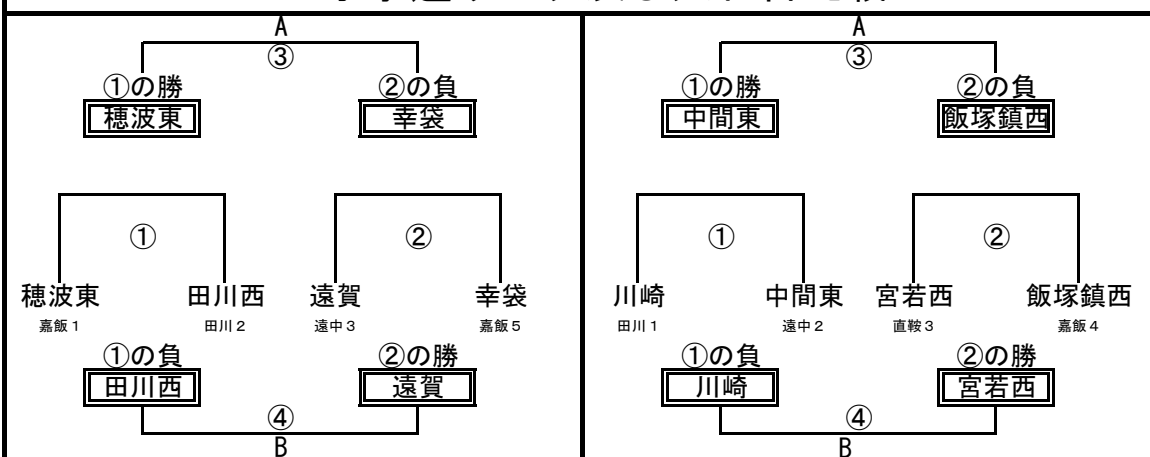 A A
③ ③
①の勝 ②の負 ①の勝 ②の負
穂波東 幸袋 中間東 飯塚鎮西
① ② ① ②
穂波東 田川西 遠賀 幸袋 川崎 中間東 宮若西 飯塚鎮西
嘉飯1 田川2 遠中3 嘉飯5 田川1 遠中2 直鞍3 嘉飯4
①の負 ②の勝 ①の負 ②の勝
田川西 遠賀 川崎 宮若西
④ ④
B B